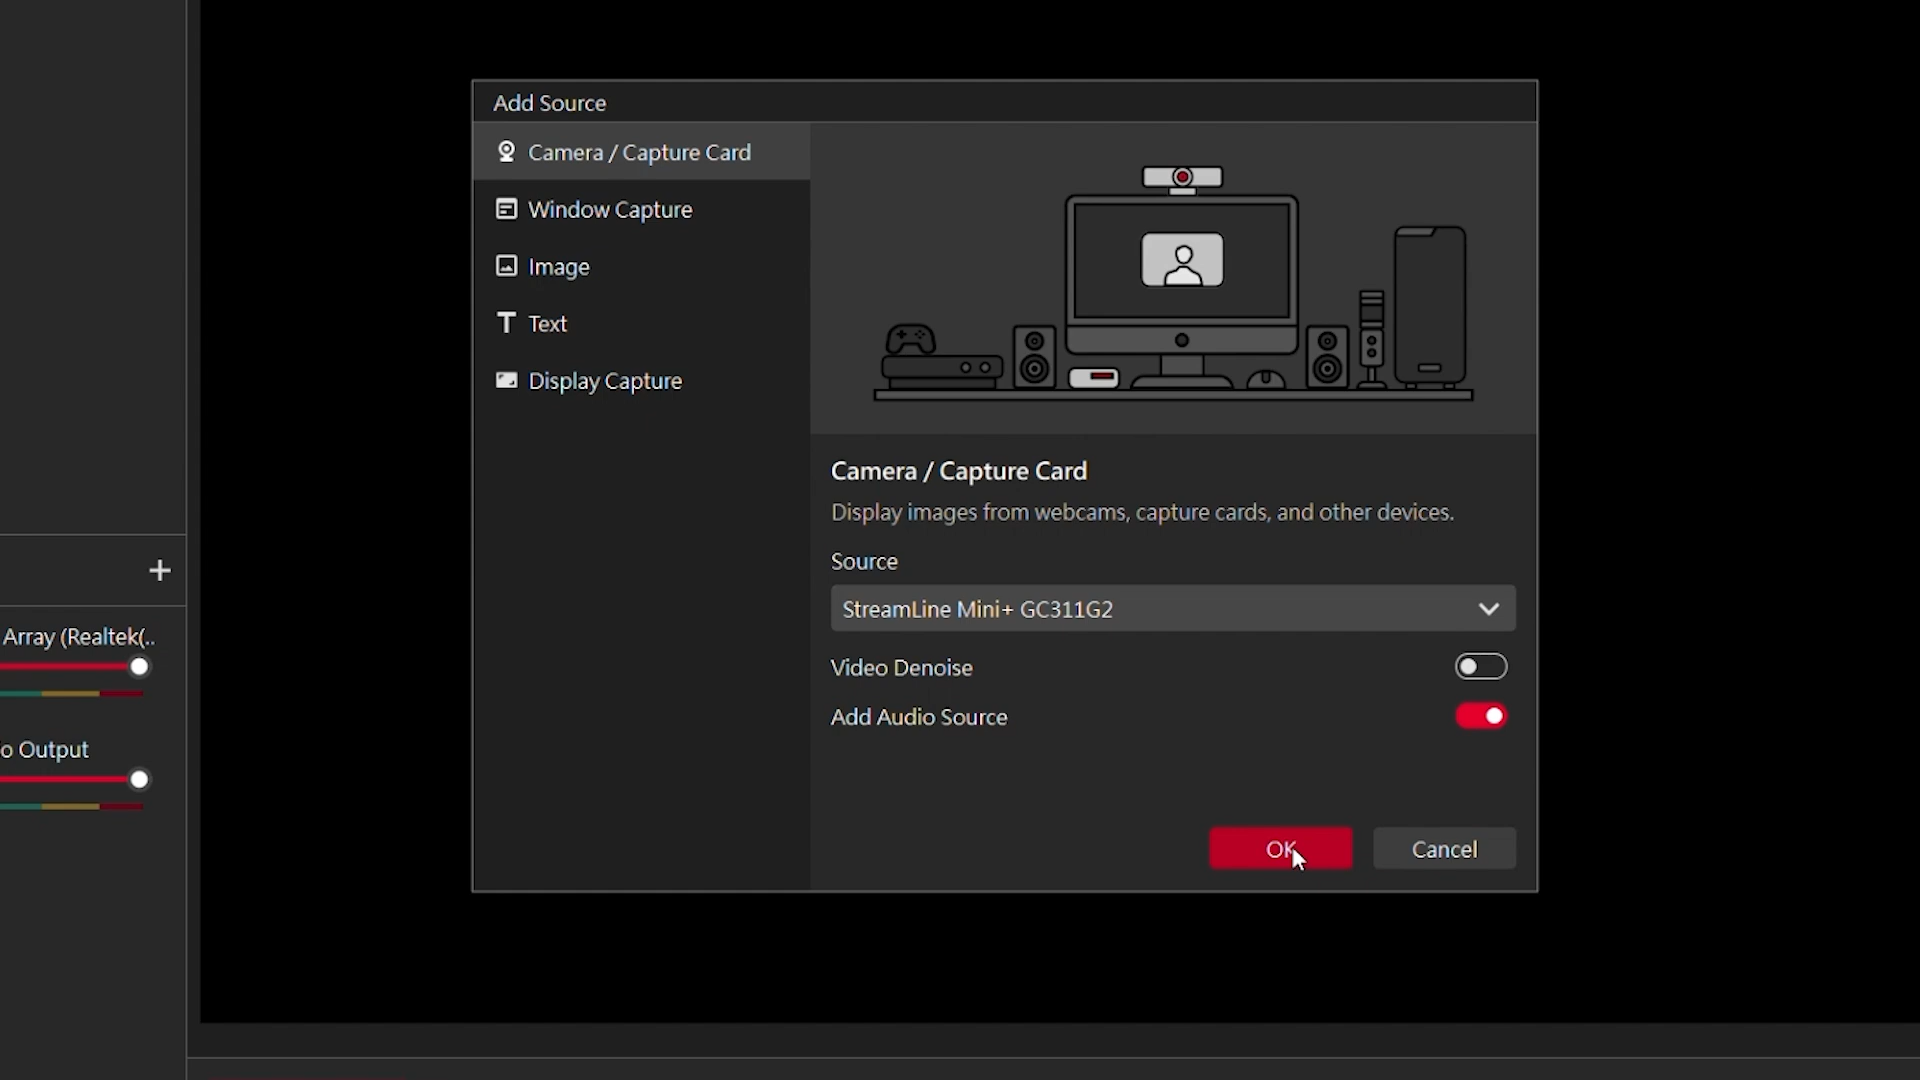 Add Source
Camera / Capture Card
Window Capture
Image
Text
Display Capture
Camera / Capture Card
Display images from webcams, capture cards, and other devices.
Source
StreamLine Mini+ GC311G2
Video Denoise
Add Audio Source
OK
Cancel
Array (Realtek(..
o Output